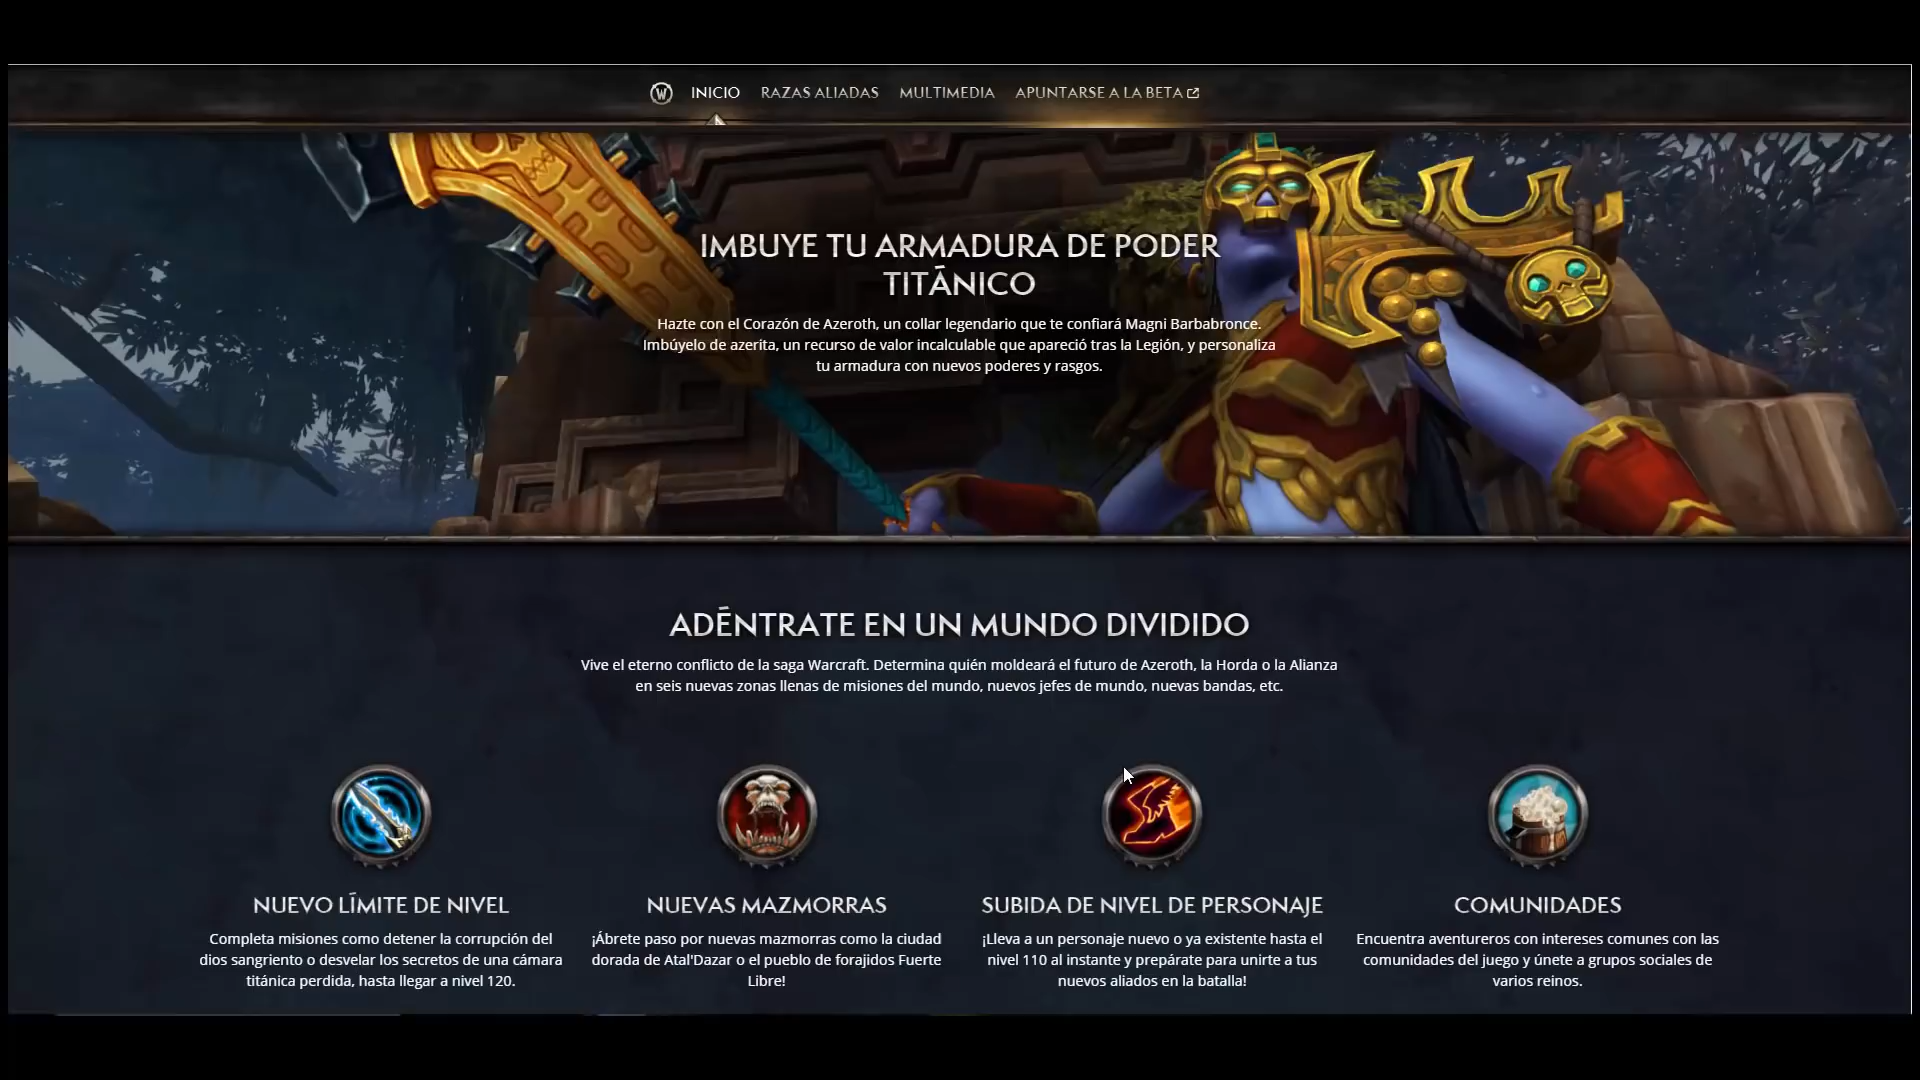 INICIO RAZAS ALIADAS MULTIMEDIA APUNTARSE A LA BETA
IMBUYE TU ARMADURA DE PODER
TITÁNICO
Hazte con el Corazón de Azeroth, un collar legendario que te confiará Magni Barbabronce.
Imbúyelo de azerita, un recurso de valor incalculable que apareció tras la Legión, y personaliza
tu armadura con nuevos poderes y rasgos.
ADÉNTRATE EN UN MUNDO DIVIDIDO
Vive el eterno conflicto de la saga Warcraft. Determina quién moldeará el futuro de Azeroth, la Horda o la Alianza
en seis nuevas zonas llenas de misiones del mundo, nuevos jefes de mundo, nuevas bandas, etc.
NUEVO LÍMITE DE NIVEL
Completa misiones como detener la corrupción del
dios sangriento o desvelar los secretos de una cámara
titánica perdida, hasta llegar a nivel 120.
NUEVAS MAZMORRAS
¡Ábrete paso por nuevas mazmorras como la ciudad
dorada de Atal'Dazar o el pueblo de forajidos Fuerte
Libre!
SUBIDA DE NIVEL DE PERSONAJE
¡Lleva a un personaje nuevo o ya existente hasta el
nivel 110 al instante y prepárate para unirte a tus
nuevos aliados en la batalla!
COMUNIDADES
Encuentra aventureros con intereses comunes con las
comunidades del juego y únete a grupos sociales de
varios reinos.